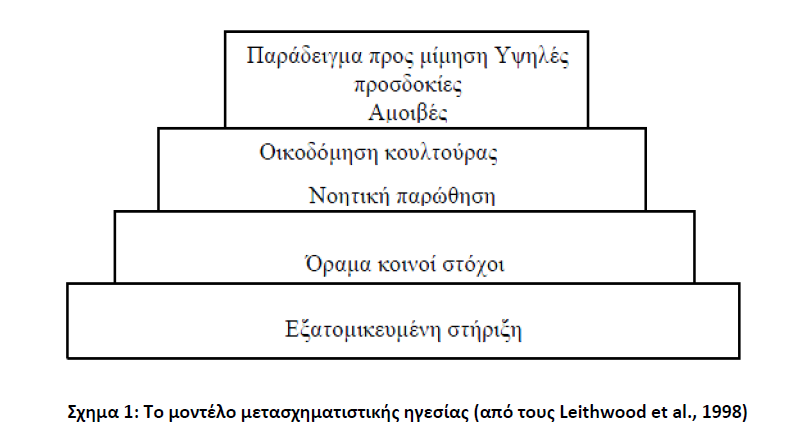 Παράδειγμα προς μίμηση Υψηλές
προσδοκίες
Αμοιβές
Οικοδόμηση κουλτούρας
Νοητική παρώθηση
Όραμα κοινοί στόχοι
Εξατομικευμένη στήριξη
Σχημα 1: Το μοντέλο μετασχηματιστικής ηγεσίας (από τους Leithwood et al., 1998)